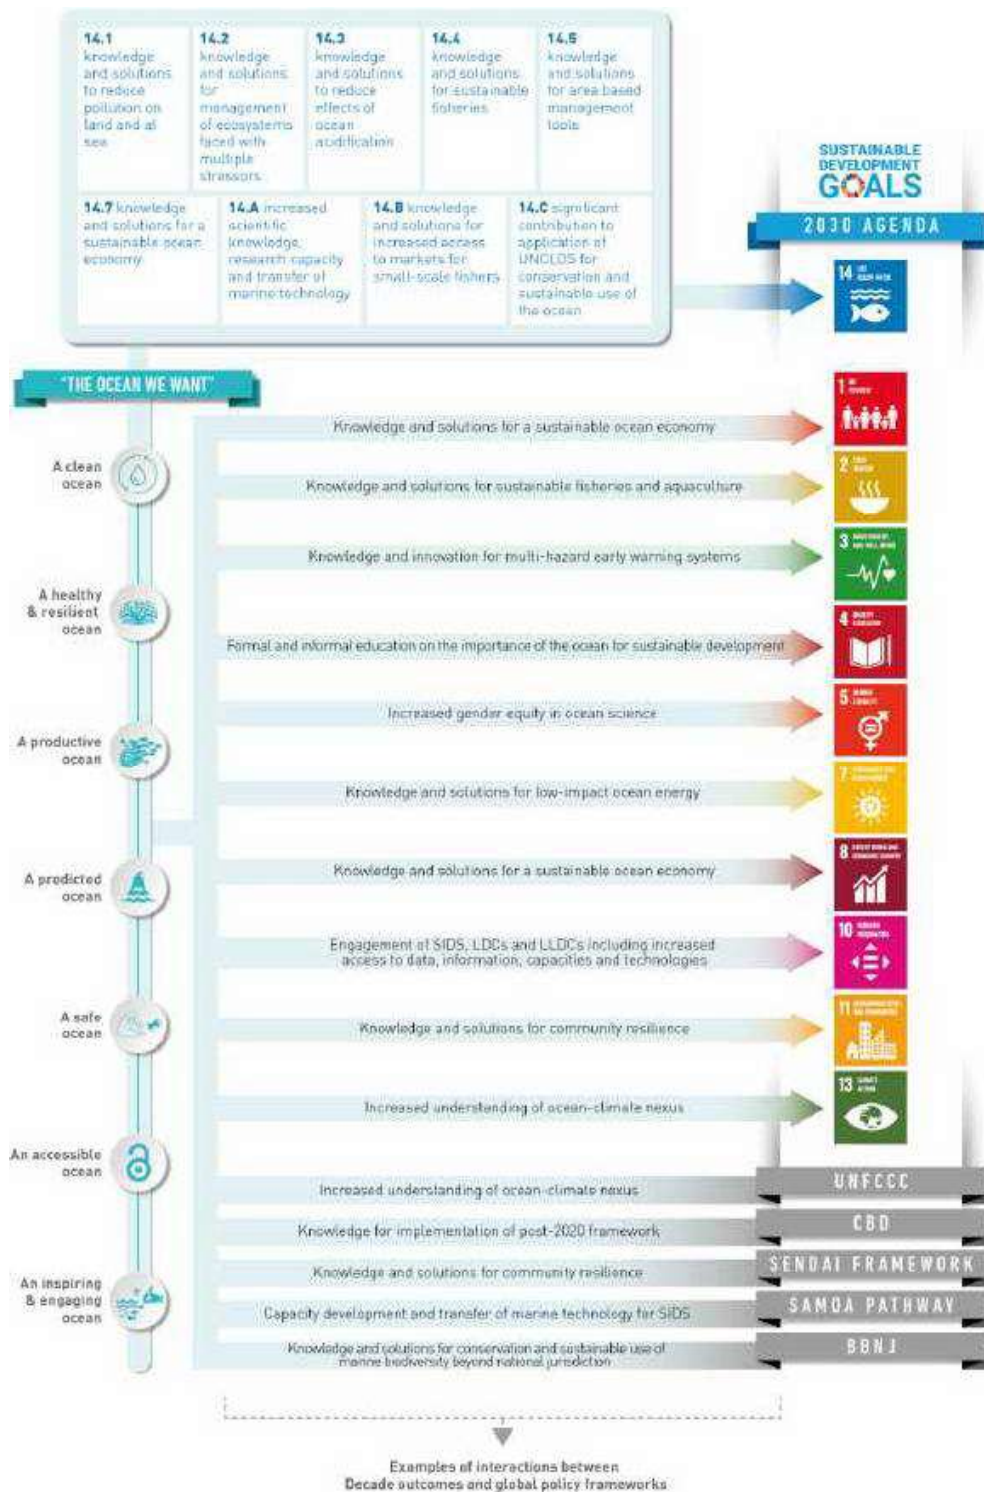 14.1
knowledge
and solutions
to reduce
pollution on
land and at
sea
14.2
knowledge
and solutions
for
management
of ecosystems
faced with
multiple
stressors
14.3
knowledge
and solutions
to reduce
effects of
ocean
acidification
14.4
knowledge
and solutions
for sustainable
fisheries
14.5
knowledge
and solutions
for area based
management
tools
14.7 knowledge
and solutions for a
sustainable ocean
economy
14.A increased
scientific
knowledge,
research capacity
and transfer of
marine technology
14.B knowledge
and solutions for
increased access
to markets for
small-scale fishers
14.C significant
contribution to
application of
UNCLOS for
conservation and
sustainable use of
the ocean
SUSTAINABLE
DEVELOPMENT
GOALS
2030 AGENDA
14
"THE OCEAN WE WANT"
A clean
ocean
A healthy
& resilient
ocean
A productive
ocean
A predicted
ocean
A safe
ocean
An accessible
ocean
An inspiring
& engaging
ocean
Knowledge and solutions for a sustainable ocean economy
1
Knowledge and solutions for sustainable fisheries and aquaculture
2
Knowledge and innovation for multi-hazard early warning systems
3
Formal and informal education on the importance of the ocean for sustainable development
4
Increased gender equity in ocean science
5
Knowledge and solutions for low-impact ocean energy
7
Knowledge and solutions for a sustainable ocean economy
8
Engagement of SIDS, LDCs and LLDCs including increased
access to data, information, capacities and technologies
10
Knowledge and solutions for community resilience
11
Increased understanding of ocean-climate nexus
13
Increased understanding of ocean-climate nexus
UNFCCC
Knowledge for implementation of post-2020 framework
CBD
Knowledge and solutions for community resilience
SENDAI FRAMEWORK
Capacity development and transfer of marine technology for SIDS
SAMOA PATHWAY
Knowledge and solutions for conservation and sustainable use of
marine biodiversity beyond national jurisdiction
BBNJ
Examples of interactions between
Decade outcomes and global policy frameworks